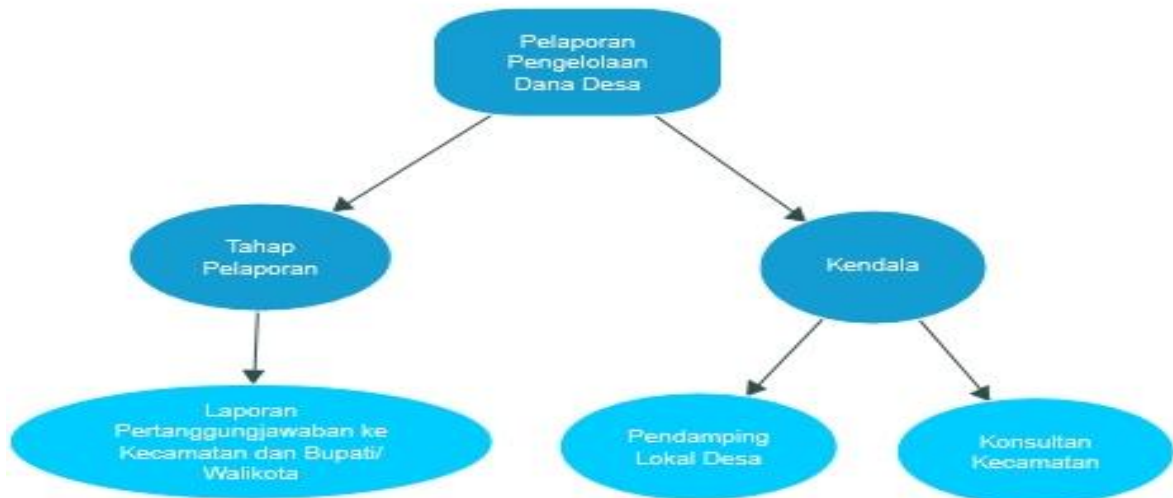 Pelaporan
Pengelolaan
Dana Desa
Tahap
Pelaporan
Kendala
Laporan
Pertanggungjawaban ke
Kecamatan dan Bupati/
Walikota
Pendamping
Lokal Desa
Konsultan
Kecamatan